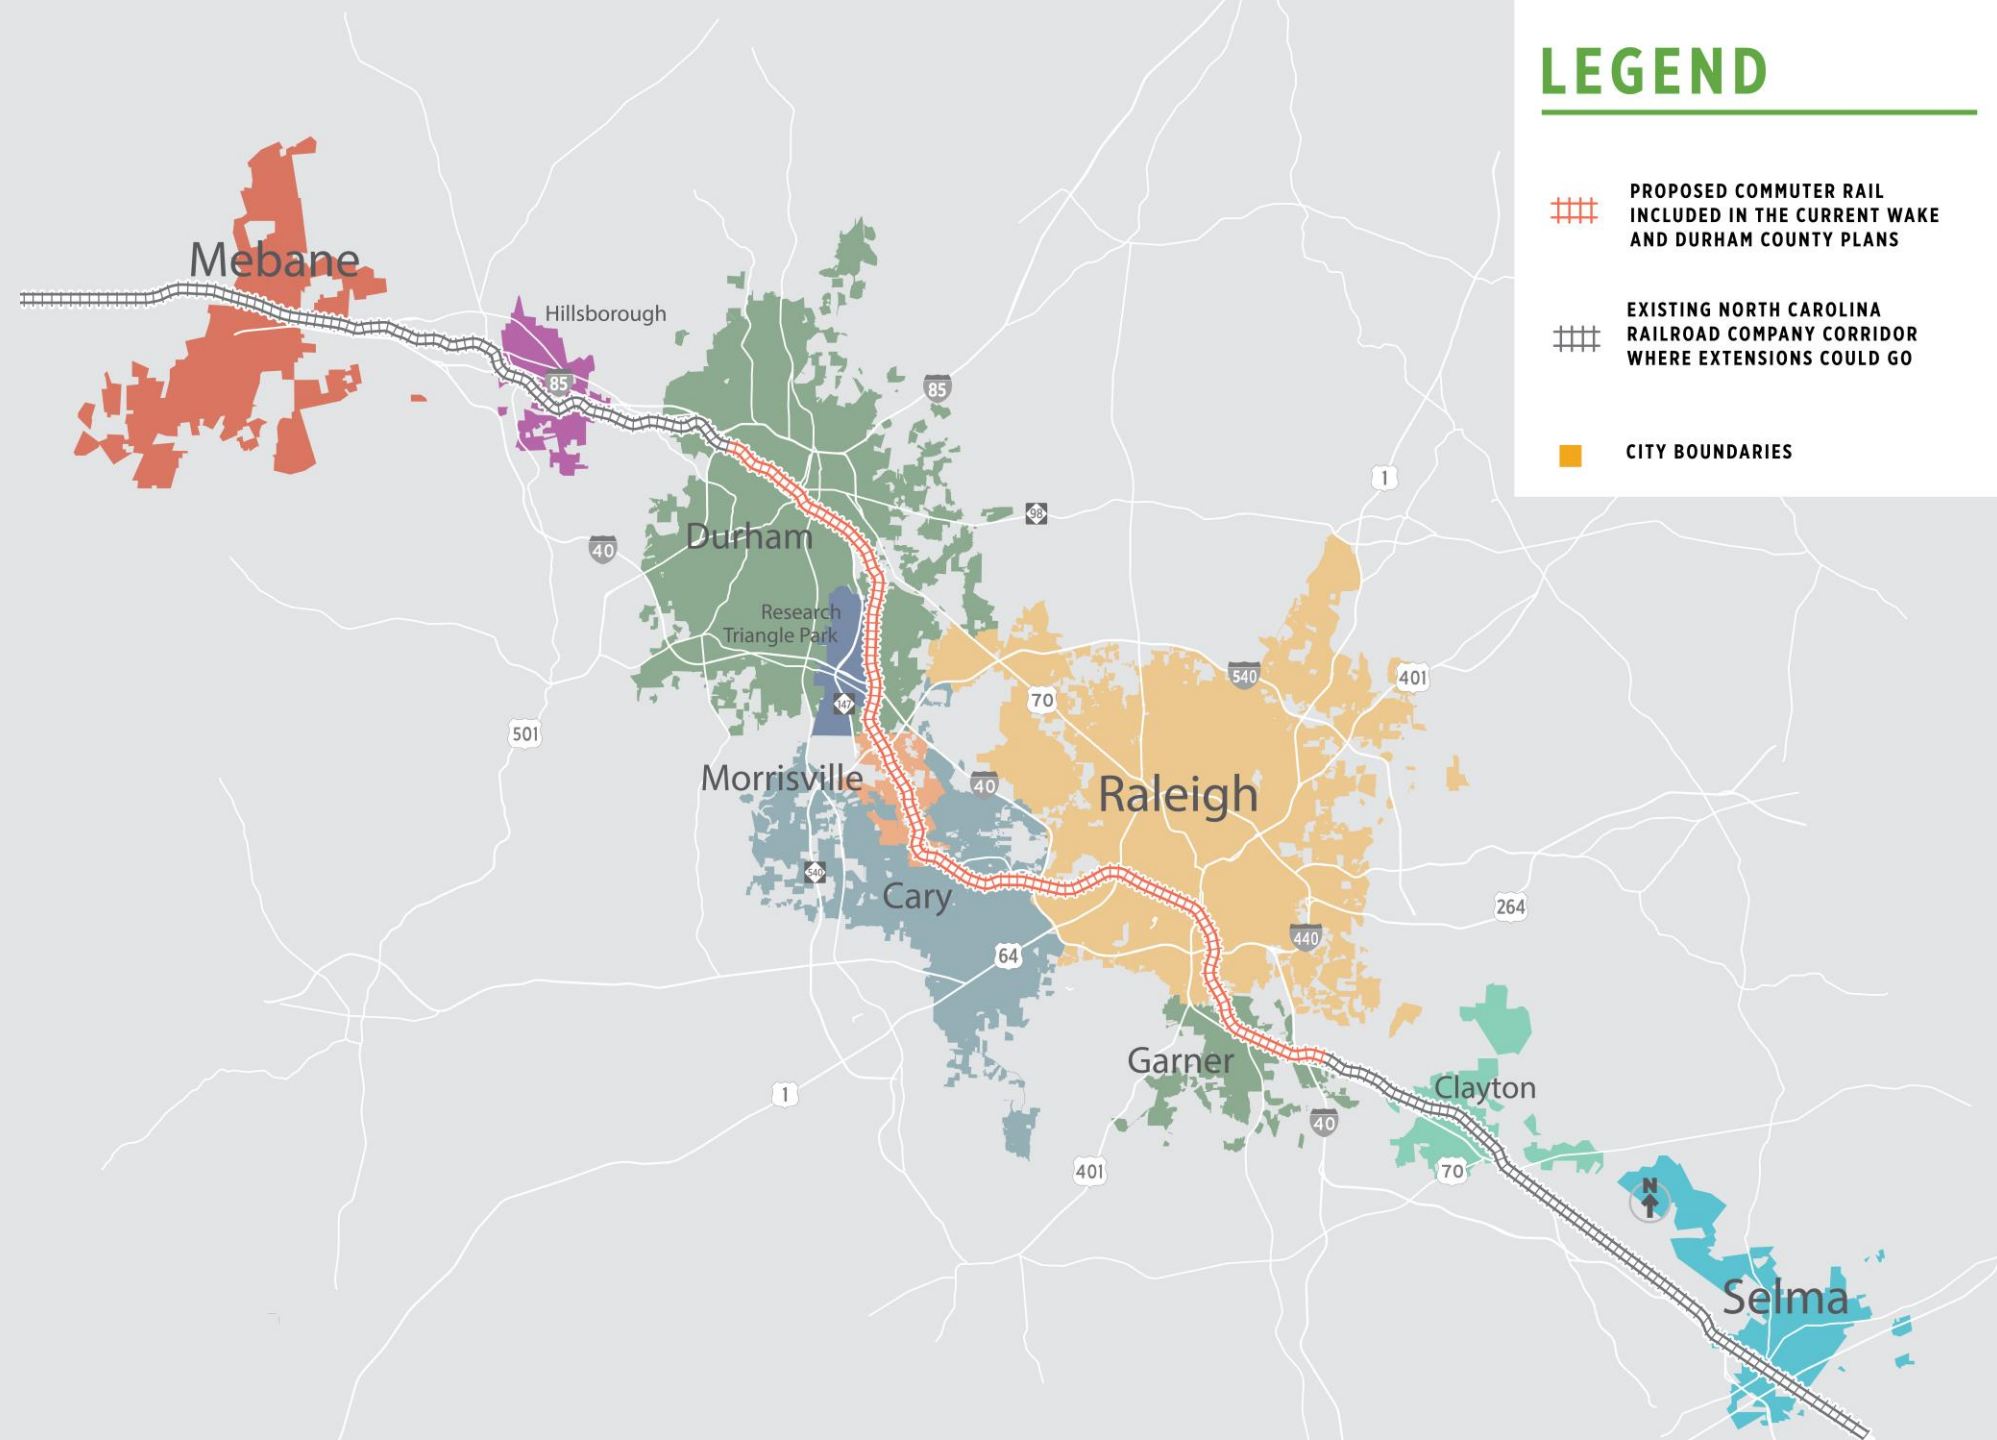 LEGEND
PROPOSED COMMUTER RAIL
INCLUDED IN THE CURRENT WAKE
AND DURHAM COUNTY PLANS
EXISTING NORTH CAROLINA
RAILROAD COMPANY CORRIDOR
WHERE EXTENSIONS COULD GO
CITY BOUNDARIES
Mebane
Hillsborough
85
85
1
98
Durham
40
Research
Triangle Park
540
401
70
147
501
Morrisville
40
Raleigh
540
Cary
264
440
64
Garner
Clayton
1
40
401
70
N
Selma